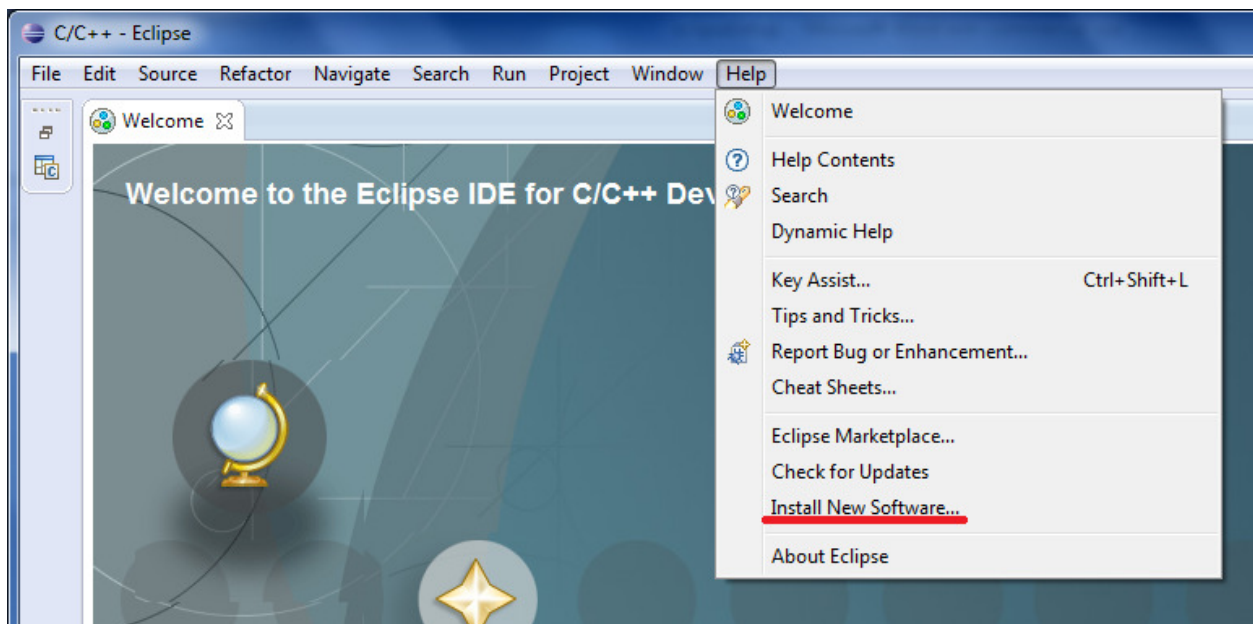 C/C++ - Eclipse
File Edit Source Refactor Navigate Search Run Project Window Help
Welcome
Welcome to the Eclipse IDE for C/C++ Dev
Welcome
Help Contents
Search
Dynamic Help
Key Assist... Ctrl+Shift+L
Tips and Tricks...
Report Bug or Enhancement...
Cheat Sheets...
Eclipse Marketplace...
Check for Updates
Install New Software...
About Eclipse